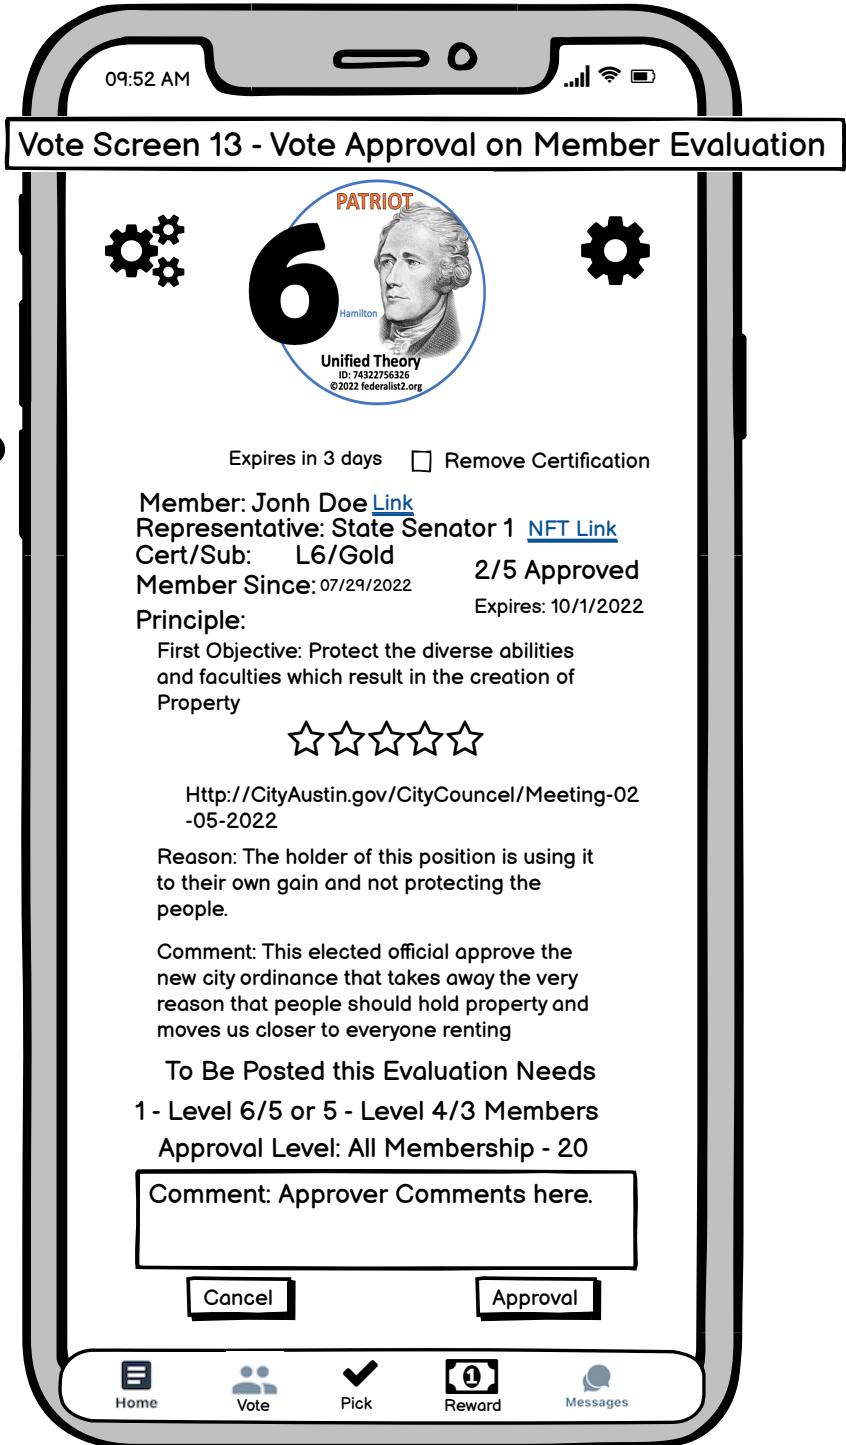 09:52 AM
Vote Screen 13 - Vote Approval on Member Evaluation
PATRIOT
6
Hamilton
Unified Theory
ID: 74322756326
©2022 federalist2.org
Expires in 3 days Remove Certification
Member: Jonh Doe Link
Representative: State Senator 1 NFT Link
Cert/Sub: L6/Gold
2/5 Approved
Member Since: 07/29/2022
Expires: 10/1/2022
Principle:
First Objective: Protect the diverse abilities
and faculties which result in the creation of
Property
Http://CityAustin.gov/CityCouncel/Meeting-02
-05-2022
Reason: The holder of this position is using it
to their own gain and not protecting the
people.
Comment: This elected official approve the
new city ordinance that takes away the very
reason that people should hold property and
moves us closer to everyone renting
To Be Posted this Evaluation Needs
1 - Level 6/5 or 5 - Level 4/3 Members
Approval Level: All Membership - 20
Comment: Approver Comments here.
Cancel Approval
1
Home Vote Pick Reward Messages